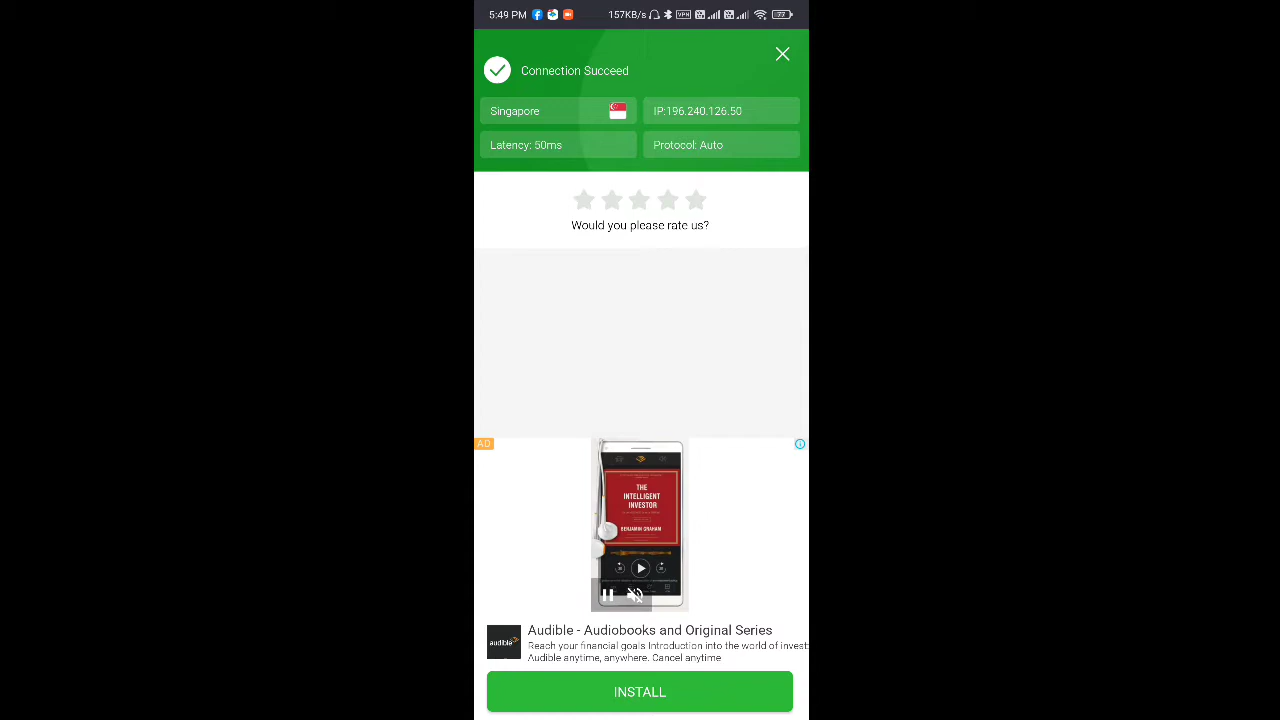 5:49 PM 157KB/s VPN
Connection Succeed
Singapore
IP:196.240.126.50
Latency: 50ms
Protocol: Auto
Would you please rate us?
AD
THE
INTELLIGENT
INVESTOR
BENJAMIN GRAHAM
audible
Audible - Audiobooks and Original Series
Reach your financial goals Introduction into the world of invest:
Audible anytime, anywhere. Cancel anytime
INSTALL